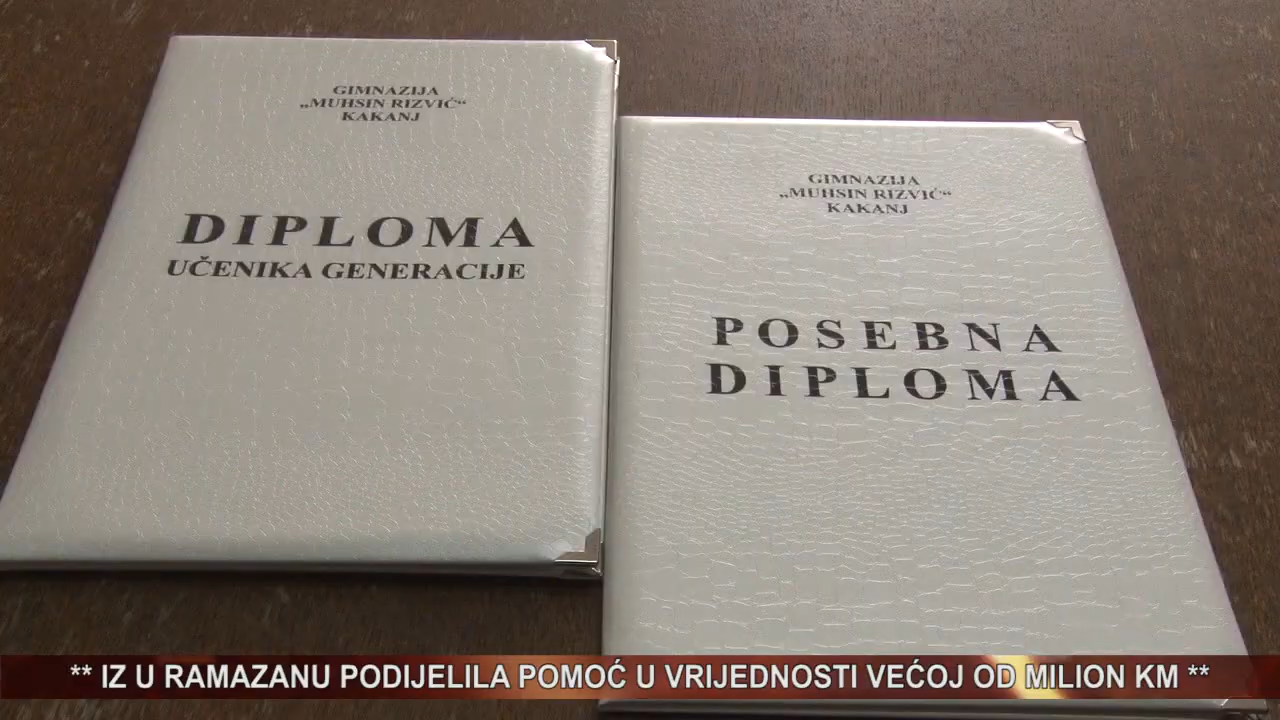 GIMNAZIJA
„MUHSIN RIZVIĆ“
KAKANJ
DIPLOMA
UČENIKA GENERACIJE
GIMNAZIJA
„MUHSIN RIZVIĆ“
KAKANJ
POSEBNA
DIPLOMA
** IZ U RAMAZANU PODIJELILA POMOĆ U VRIJEDNOSTI VEĆOJ OD MILION KM **